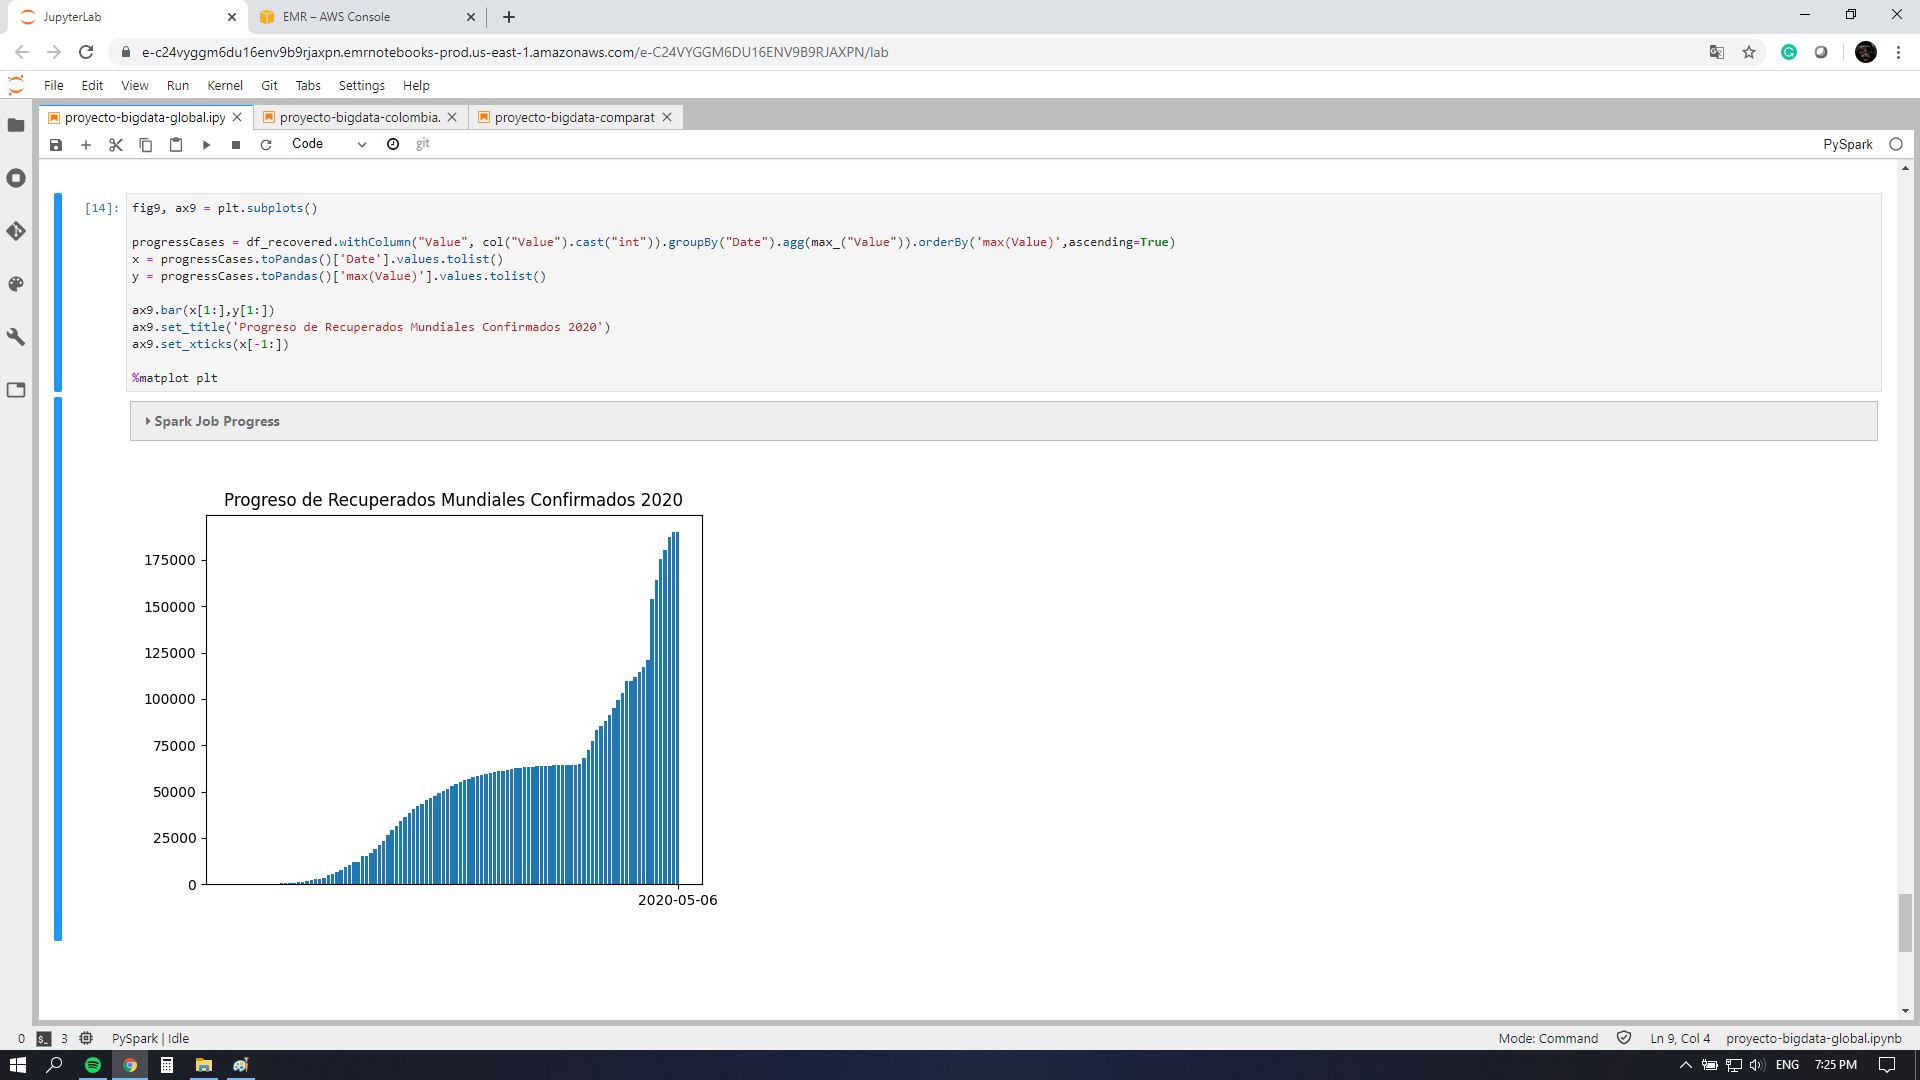 JupyterLab
EMR – AWS Console
e-c24vyggm6du16env9b9rjaxpn.emrnotebooks-prod.us-east-1.amazonaws.com/e-C24VYGGM6DU16ENV9B9RJAXPN/lab
File Edit View Run Kernel Git Tabs Settings Help
proyecto-bigdata-global.ipy
proyecto-bigdata-colombia.
proyecto-bigdata-comparat
Code
git
PySpark
[14]:
fig9, ax9 = plt.subplots()
progressCases = df_recovered.withColumn("Value", col("Value").cast("int")).groupBy("Date").agg(max_("Value")).orderBy('max(Value)',ascending=True)
x = progressCases.toPandas()['Date'].values.tolist()
y = progressCases.toPandas()['max(Value)'].values.tolist()
ax9.bar(x[1:],y[1:])
ax9.set_title('Progreso de Recuperados Mundiales Confirmados 2020')
ax9.set_xticks(x[-1:])
%matplot plt
Spark Job Progress
Progreso de Recuperados Mundiales Confirmados 2020
175000
150000
125000
100000
75000
50000
25000
0
2020-05-06
0
$_
3
PySpark | Idle
Mode: Command
Ln 9, Col 4
proyecto-bigdata-global.ipynb
ENG
7:25 PM